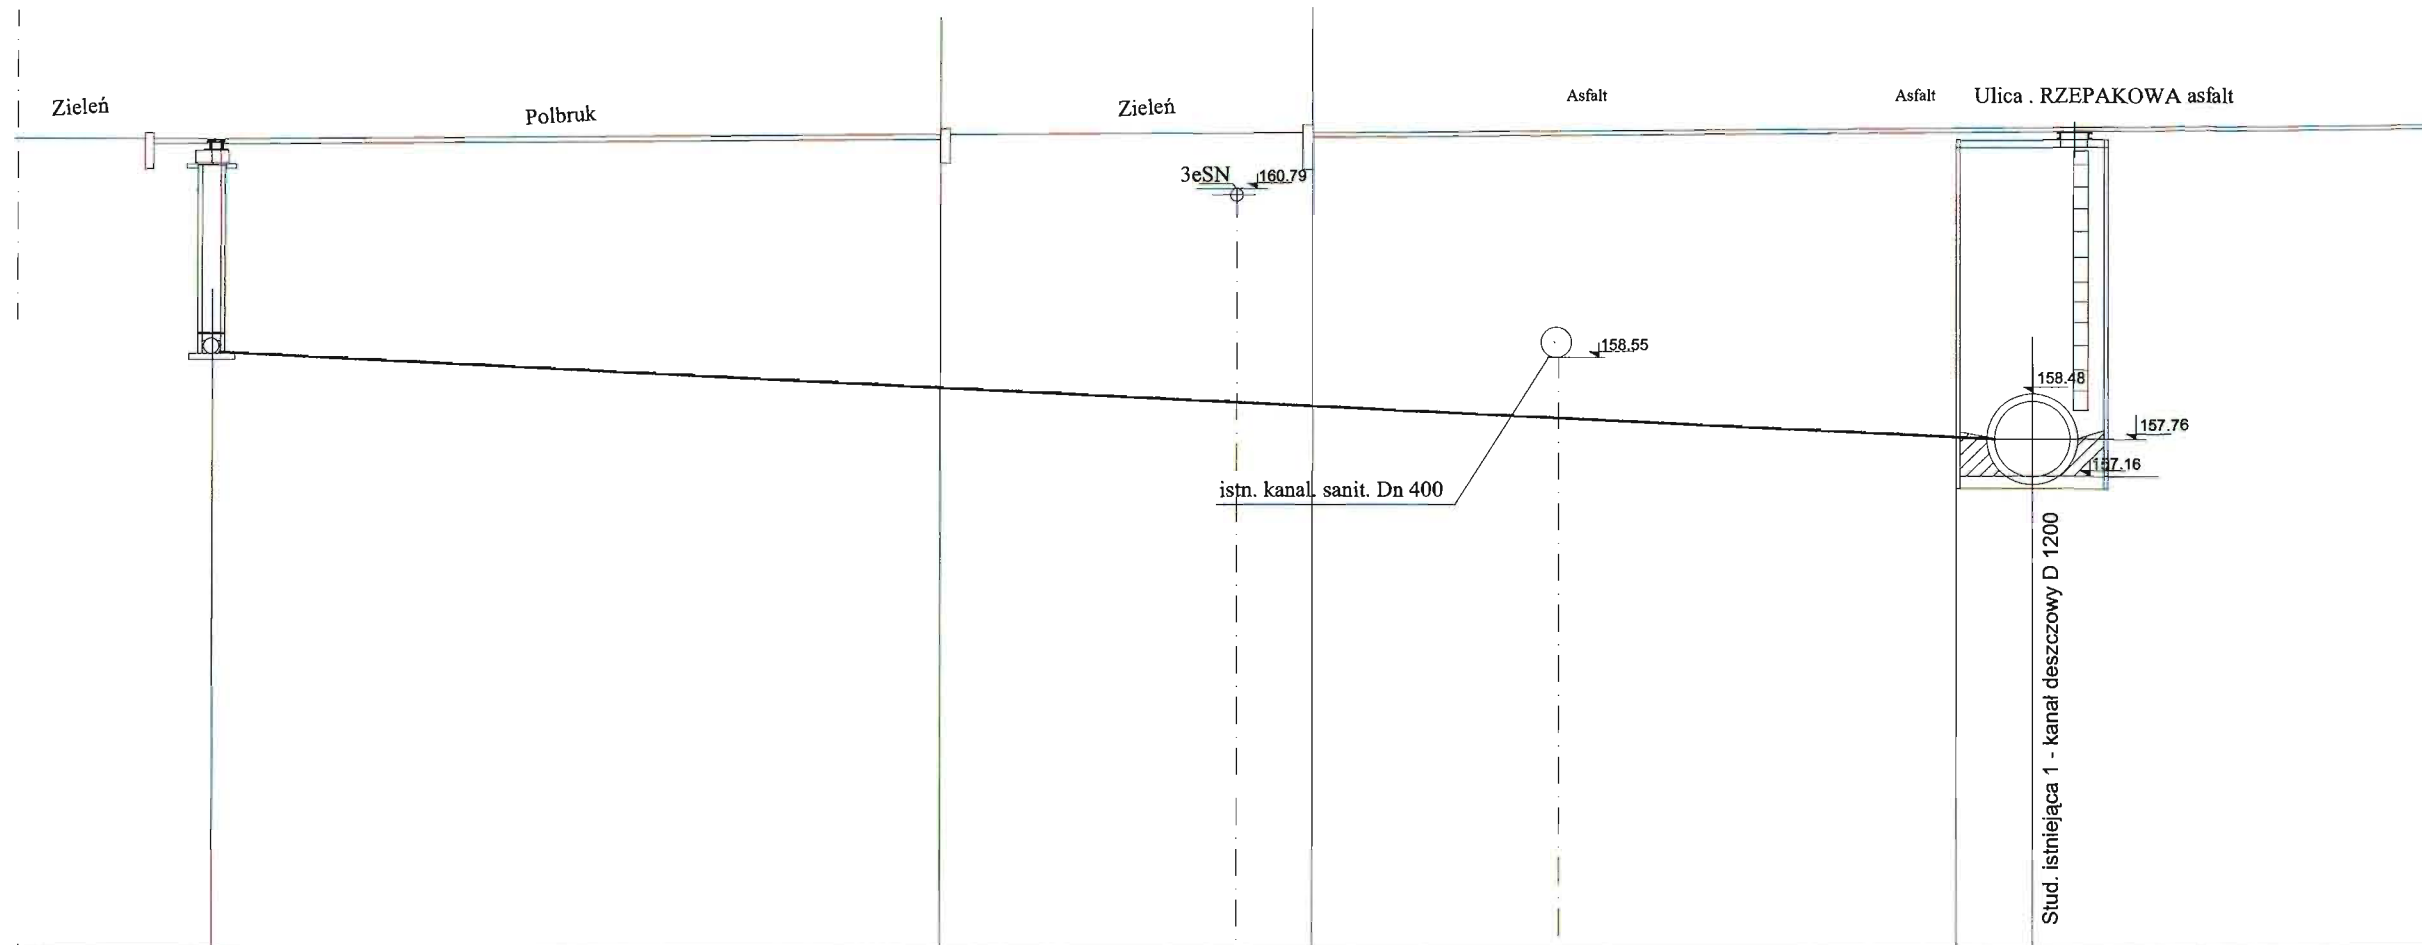 Zieleń
Polbruk
Zieleń
Asfalt
Asfalt
Ulica . RZEPAKOWA asfalt
3eSN
160.79
158.55
158.48
157.76
157.16
istn. kanal. sanit. Dn 400
Stud. istniejąca 1 - kanał deszczowy D 1200